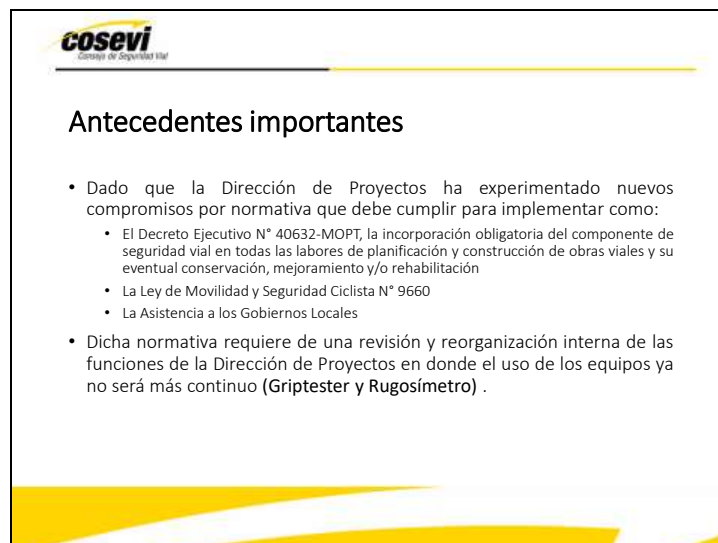 cosevi
Consejo de Seguridad Vial
Antecedentes importantes
• Dado que la Dirección de Proyectos ha experimentado nuevos
compromisos por normativa que debe cumplir para implementar como:
• El Decreto Ejecutivo N° 40632-MOPT, la incorporación obligatoria del componente de
seguridad vial en todas las labores de planificación y construcción de obras viales y su
eventual conservación, mejoramiento y/o rehabilitación
• La Ley de Movilidad y Seguridad Ciclista N° 9660
• La Asistencia a los Gobiernos Locales
• Dicha normativa requiere de una revisión y reorganización interna de las
funciones de la Dirección de Proyectos en donde el uso de los equipos ya
no será más continuo (Griptester y Rugosímetro) .